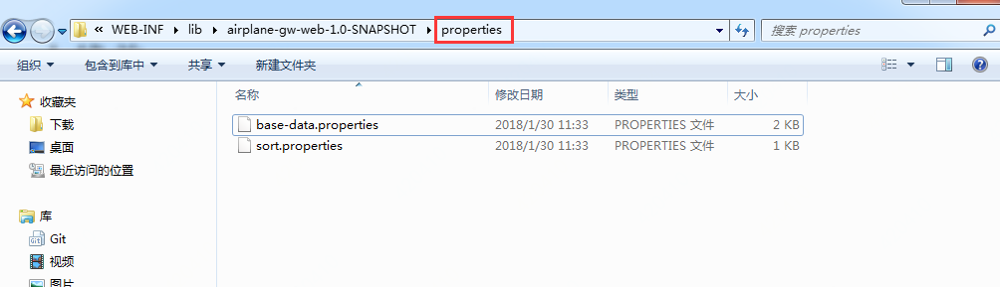 « WEB-INF lib airplane-gw-web-1.0-SNAPSHOT properties 搜索 properties
组织 包含到库中 共享 新建文件夹
名称 修改日期 类型 大小
收藏夹
下载
桌面
最近访问的位置
库
Git
视频
图片
base-data.properties 2018/1/30 11:33 PROPERTIES 文件 2 KB
sort.properties 2018/1/30 11:33 PROPERTIES 文件 1 KB